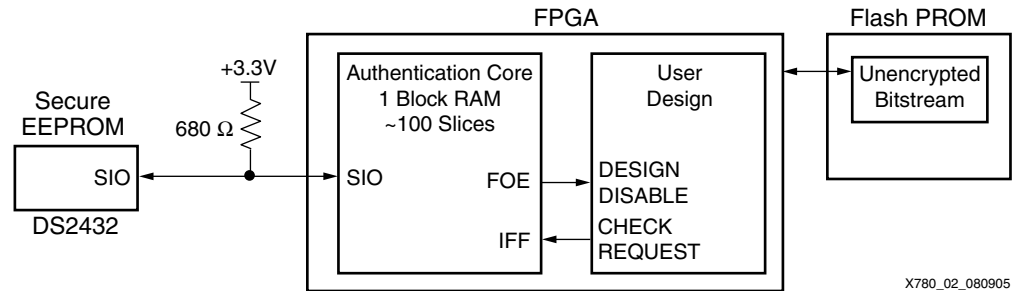 FPGA
Flash PROM
+3.3V
Secure
EEPROM
680 Ω
SIO
DS2432
Authentication Core
1 Block RAM
~100 Slices
SIO
FOE
IFF
User
Design
DESIGN
DISABLE
CHECK
REQUEST
Unencrypted
Bitstream
X780_02_080905